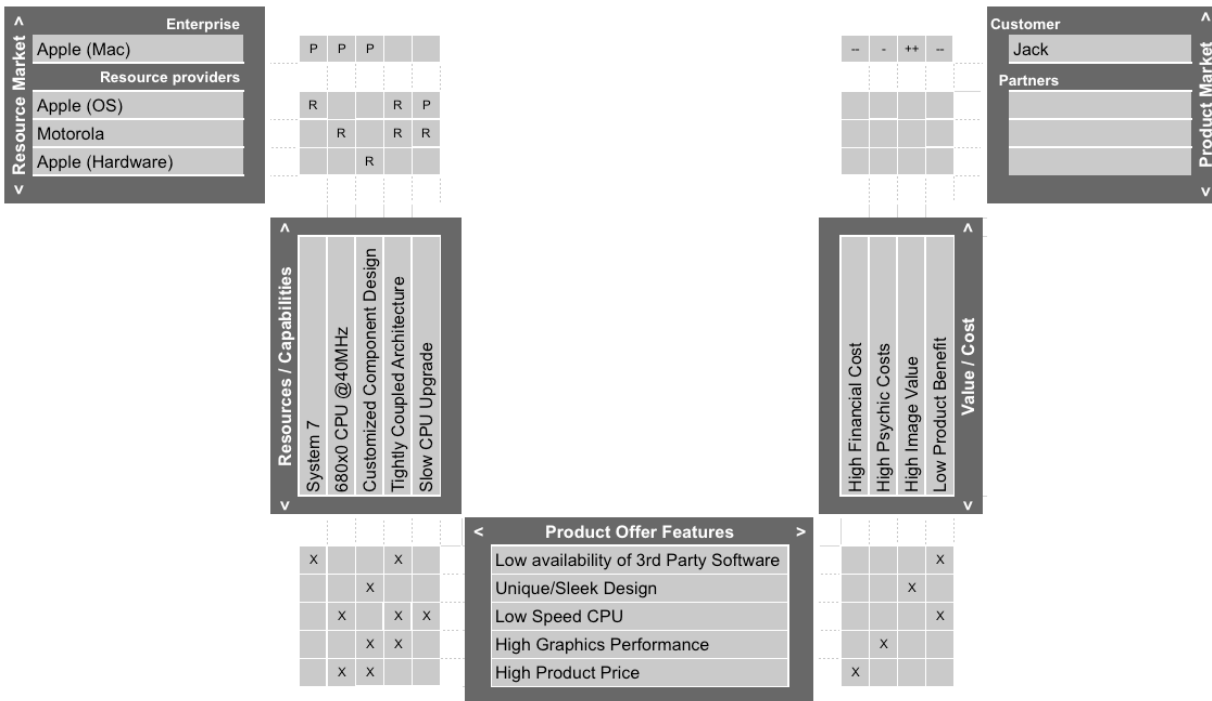 Resource Market
Enterprise
Apple (Mac)
Resource providers
Apple (OS)
Motorola
Apple (Hardware)
P P P
R R P
R R R
R
-- - ++ --
Customer
Jack
Partners
Product Market
Resources / Capabilities
System 7
680x0 CPU @40MHz
Customized Component Design
Tightly Coupled Architecture
Slow CPU Upgrade
High Financial Cost
High Psychic Costs
High Image Value
Low Product Benefit
Value / Cost
< Product Offer Features >
X X Low availability of 3rd Party Software X
X Unique/Sleek Design X
X X X Low Speed CPU X
X X High Graphics Performance X
X X High Product Price X